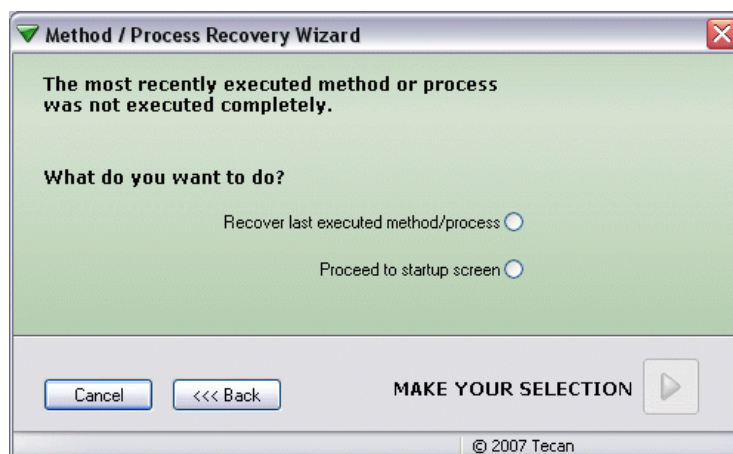 Method / Process Recovery Wizard
The most recently executed method or process
was not executed completely.
What do you want to do?
Recover last executed method/process
Proceed to startup screen
Cancel
<<< Back
MAKE YOUR SELECTION
© 2007 Tecan